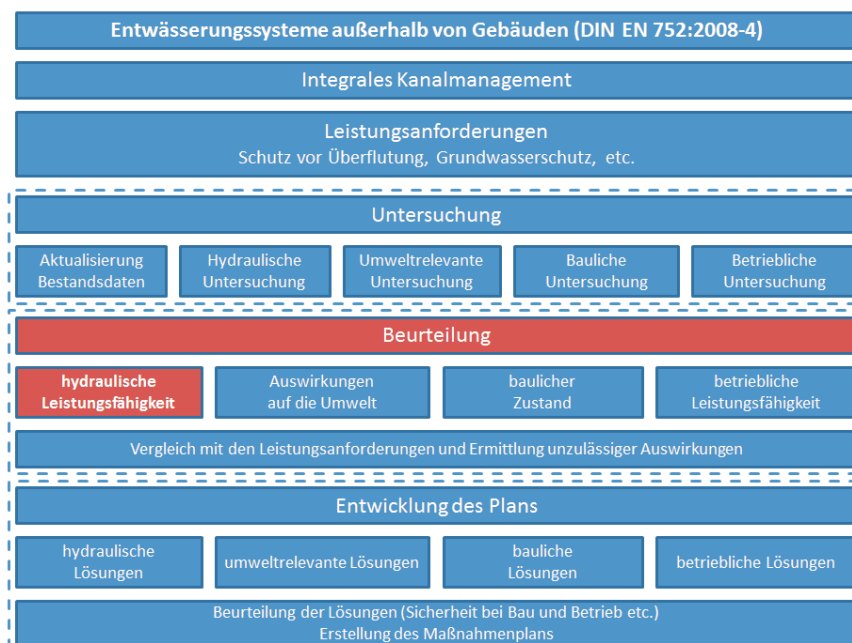 Entwässerungssysteme außerhalb von Gebäuden (DIN EN 752:2008-4)
Integrales Kanalmanagement
Leistungsanforderungen
Schutz vor Überflutung, Grundwasserschutz, etc.
Untersuchung
Aktualisierung
Bestandsdaten
Hydraulische
Untersuchung
Umweltrelevante
Untersuchung
Bauliche
Untersuchung
Betriebliche
Untersuchung
Beurteilung
hydraulische
Leistungsfähigkeit
Auswirkungen
auf die Umwelt
baulicher
Zustand
betriebliche
Leistungsfähigkeit
Vergleich mit den Leistungsanforderungen und Ermittlung unzulässiger Auswirkungen
Entwicklung des Plans
hydraulische
Lösungen
umweltrelevante Lösungen
bauliche
Lösungen
betriebliche Lösungen
Beurteilung der Lösungen (Sicherheit bei Bau und Betrieb etc.)
Erstellung des Maßnahmenplans